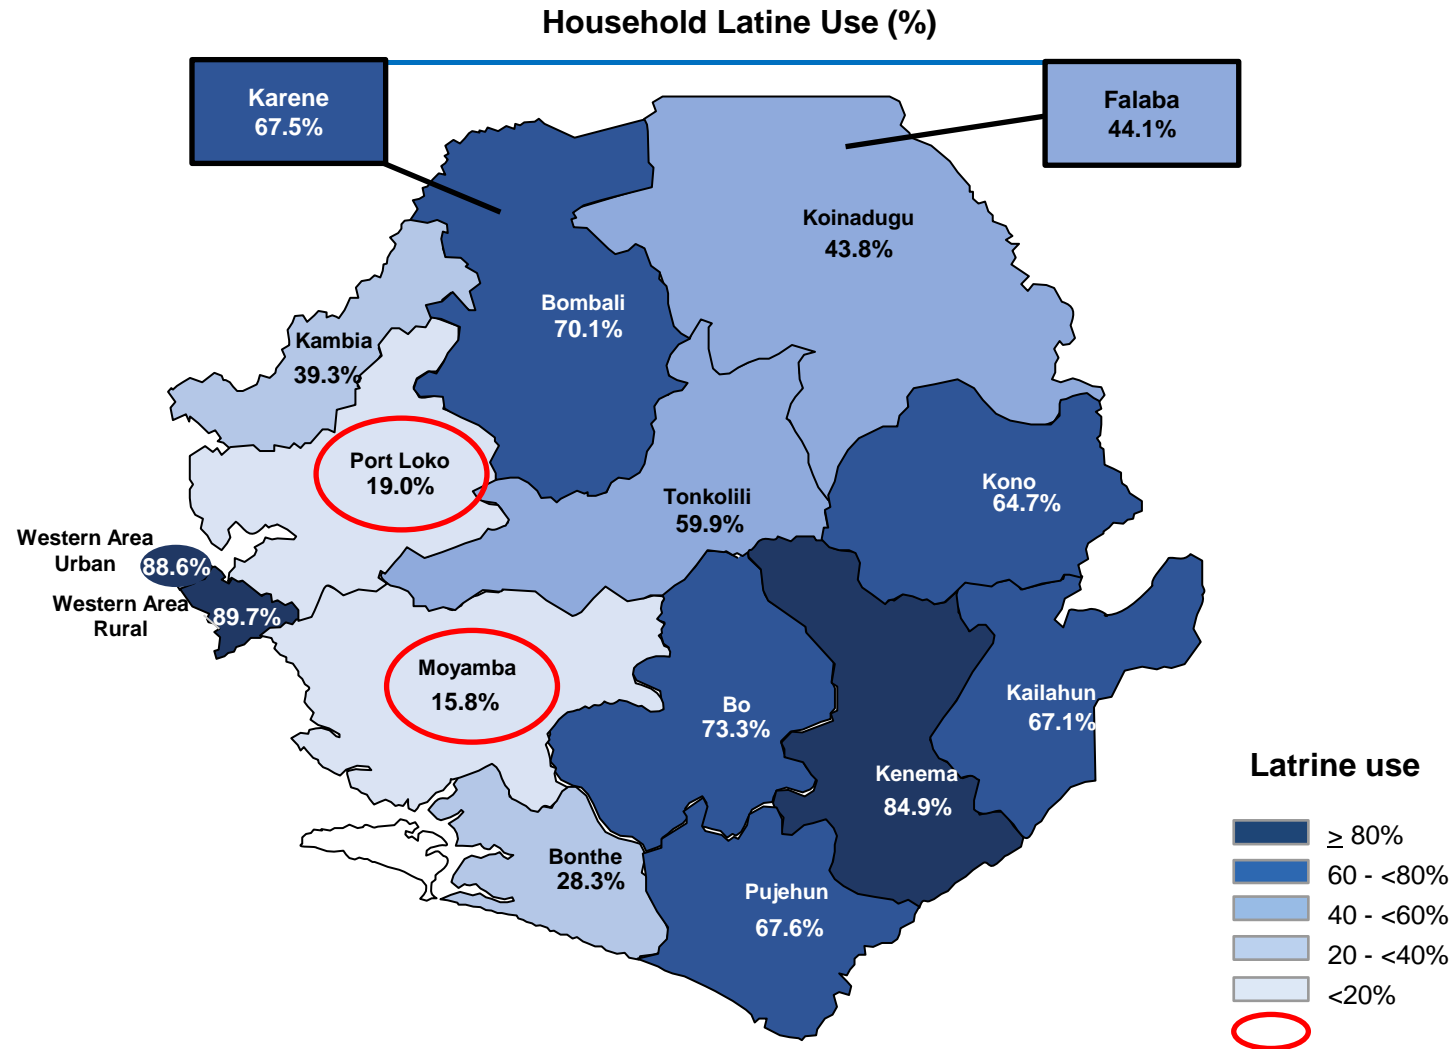 Household Latine Use (%)
Karene
67.5%
Falaba
44.1%
Koinadugu
43.8%
Bombali
70.1%
Kambia
39.3%
Port Loko
19.0%
Kono
64.7%
Tonkolili
59.9%
Western Area
Urban
88.6%
Western Area
Rural
89.7%
Moyamba
15.8%
Bo
73.3%
Kailahun
67.1%
Kenema
84.9%
Bonthe
28.3%
Pujehun
67.6%
Latrine use
≥ 80%
60 - <80%
40 - <60%
20 - <40%
<20%